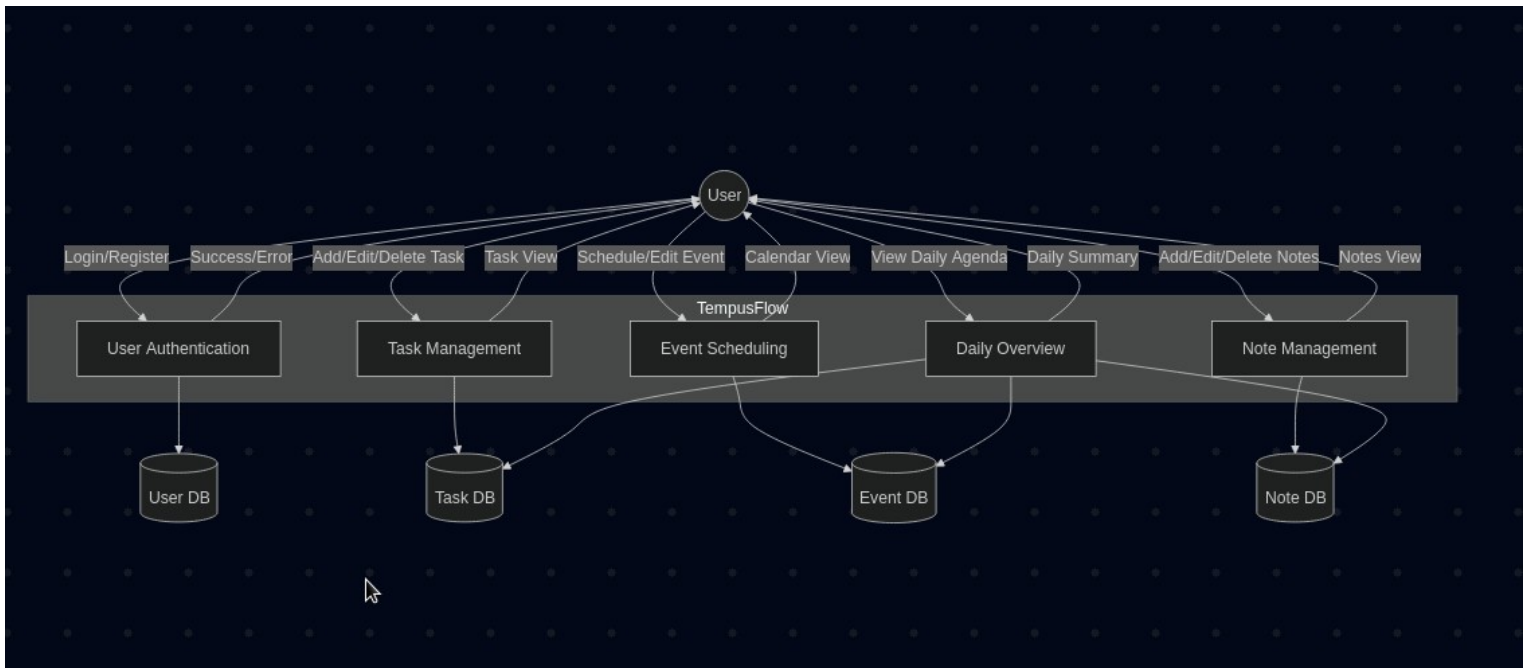 User
Login/Register
Success/Error
Add/Edit/Delete Task
Task View
Schedule/Edit Event
Calendar View
View Daily Agenda
Daily Summary
Add/Edit/Delete Notes
Notes View
TempusFlow
User Authentication
Task Management
Event Scheduling
Daily Overview
Note Management
User DB
Task DB
Event DB
Note DB